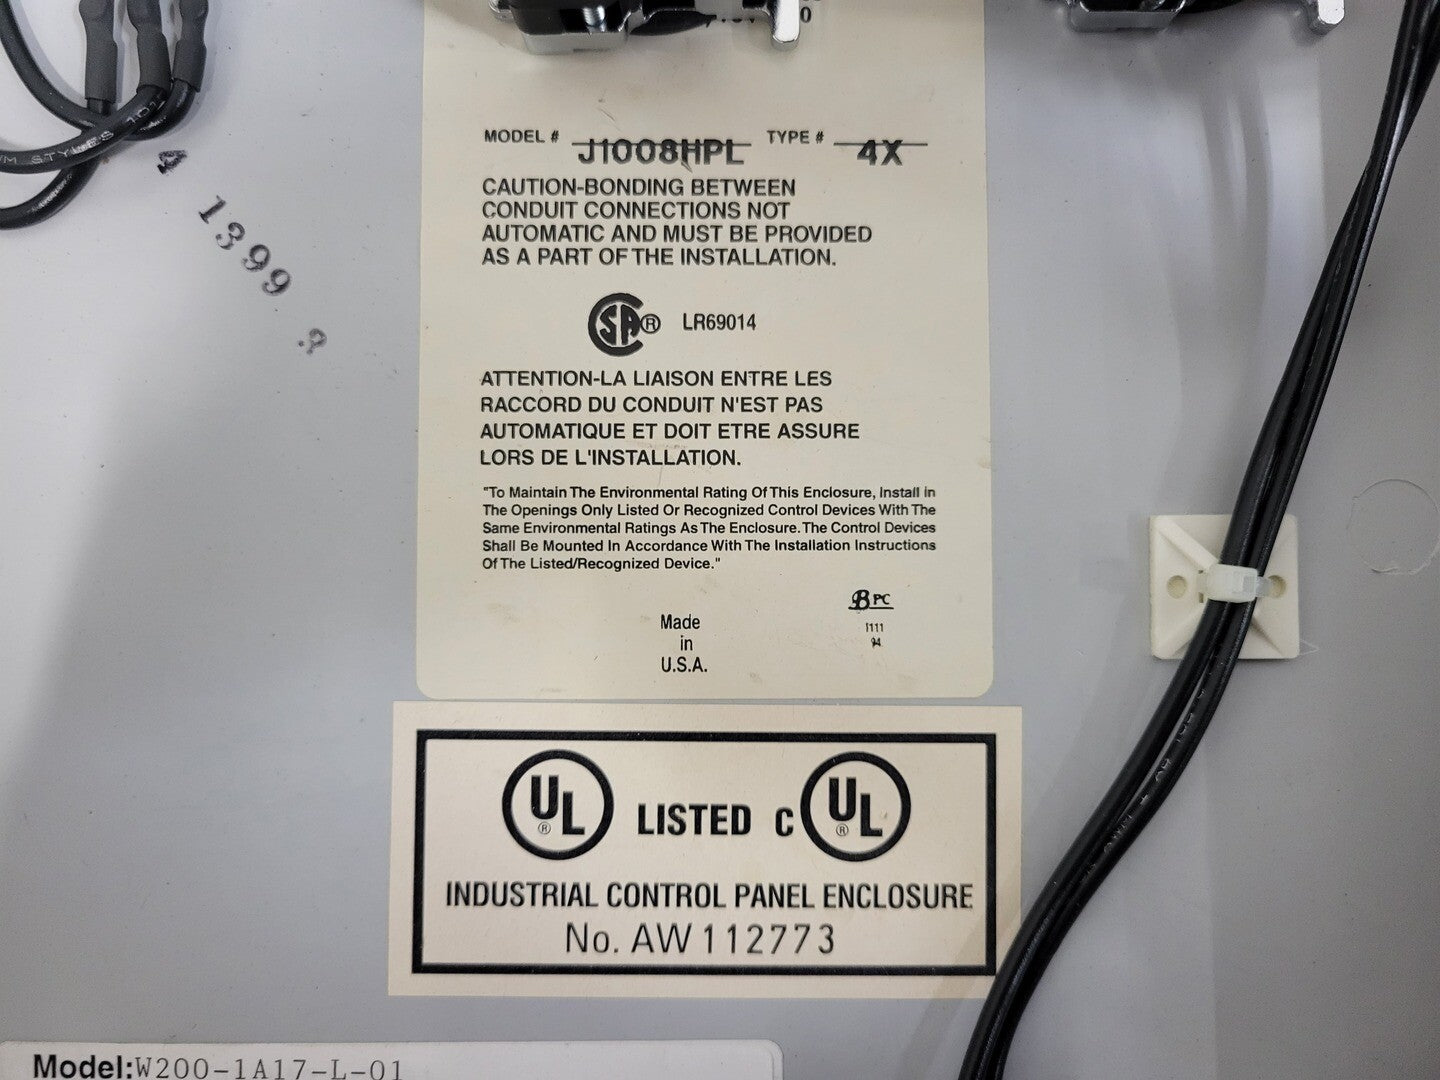 MODEL # J1008HPL TYPE # 4X
CAUTION-BONDING BETWEEN
CONDUIT CONNECTIONS NOT
AUTOMATIC AND MUST BE PROVIDED
AS A PART OF THE INSTALLATION.
SA ® LR69014
ATTENTION-LA LIAISON ENTRE LES
RACCORD DU CONDUIT N'EST PAS
AUTOMATIQUE ET DOIT ETRE ASSURE
LORS DE L'INSTALLATION.
"To Maintain The Environmental Rating Of This Enclosure, Install in
The Openings Only Listed Or Recognized Control Devices With The
Same Environmental Ratings As The Enclosure. The Control Devices
Shall Be Mounted In Accordance With The Installation Instructions
Of The Listed/Recognized Device."
Made
in
U.S.A.
BPC
1111
94
1399
UL ® LISTED C UL ®
INDUSTRIAL CONTROL PANEL ENCLOSURE
No. AW112773
Model:W200-1A17-L-01